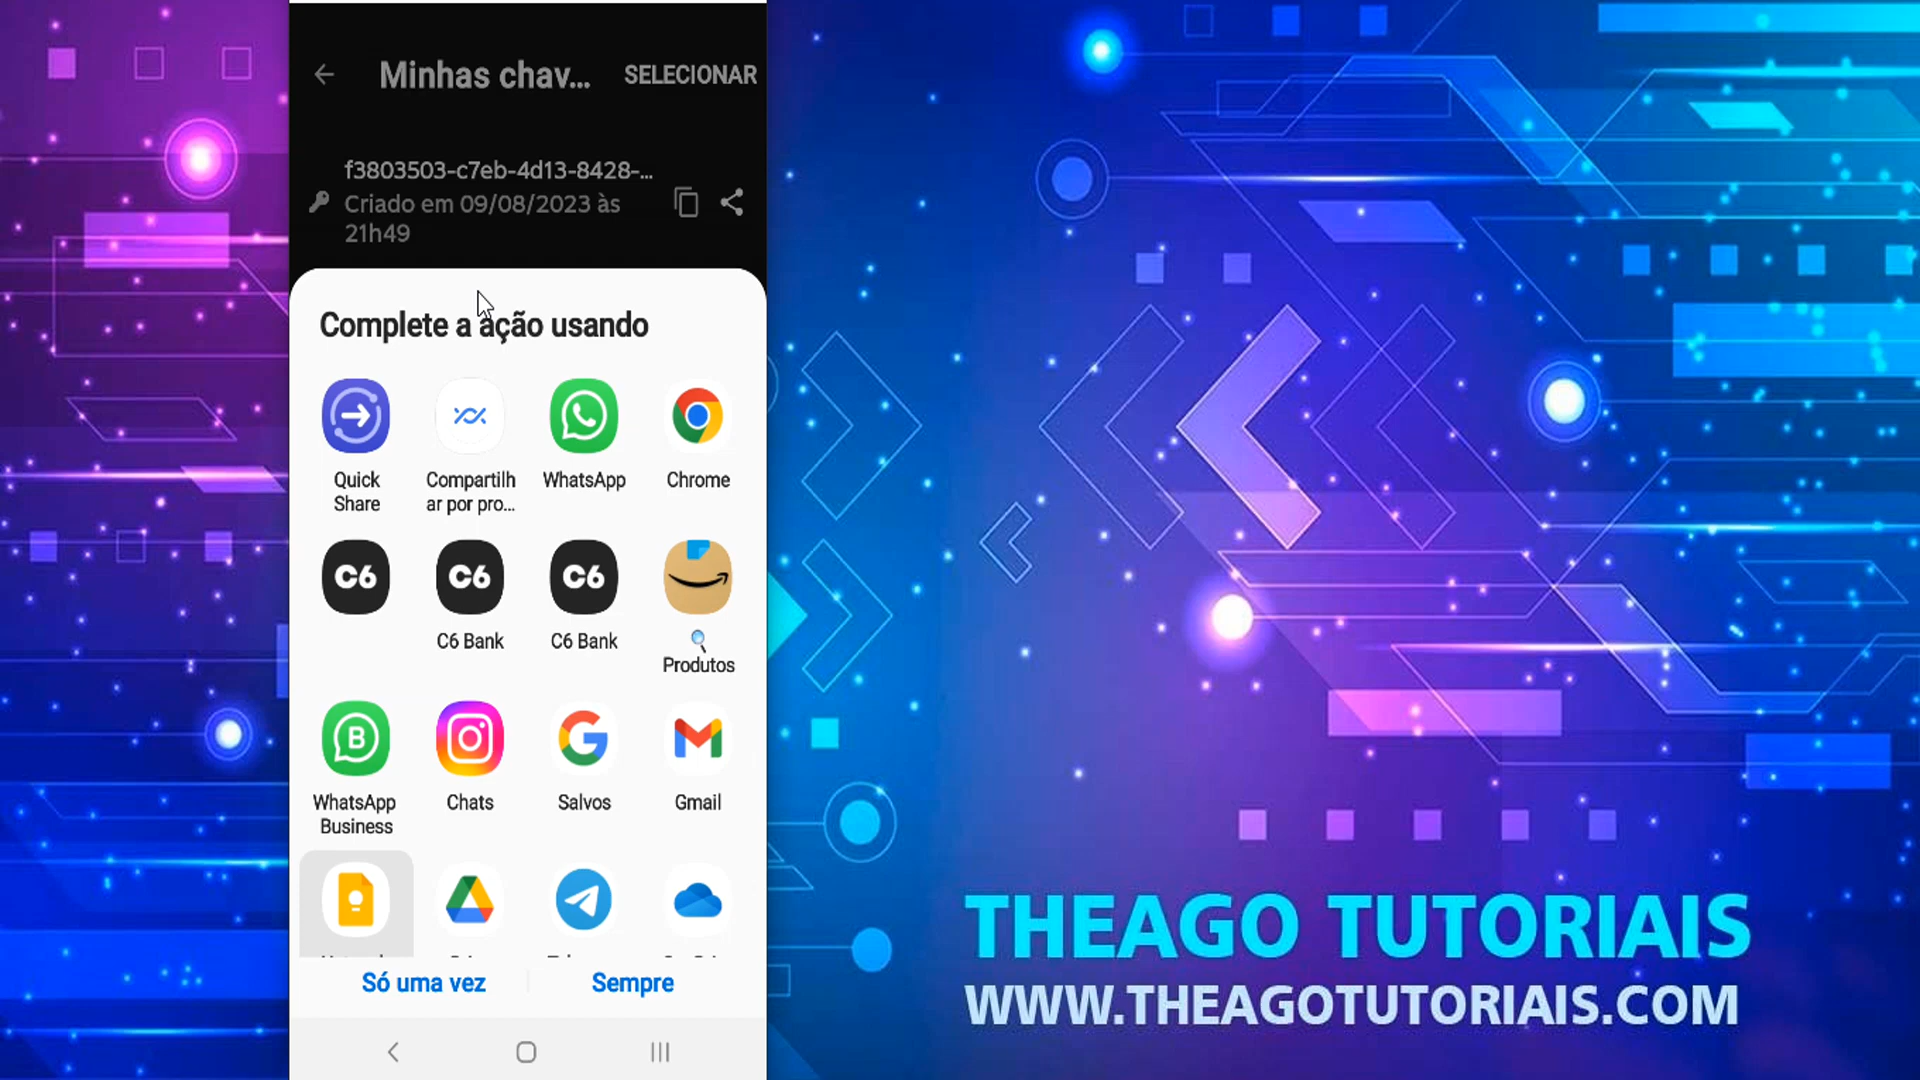 Minhas chav... SELECIONAR
f3803503-c7eb-4d13-8428-...
Criado em 09/08/2023 às
21h49
Complete a ação usando
Quick
Share
Compartilh
ar por pro...
WhatsApp
Chrome
C6
C6
C6
C6 Bank
C6 Bank
Produtos
B
G
WhatsApp
Business
Chats
Salvos
Gmail
Só uma vez
Sempre
THEAGO TUTORIAIS
WWW.THEAGOTUTORIAIS.COM